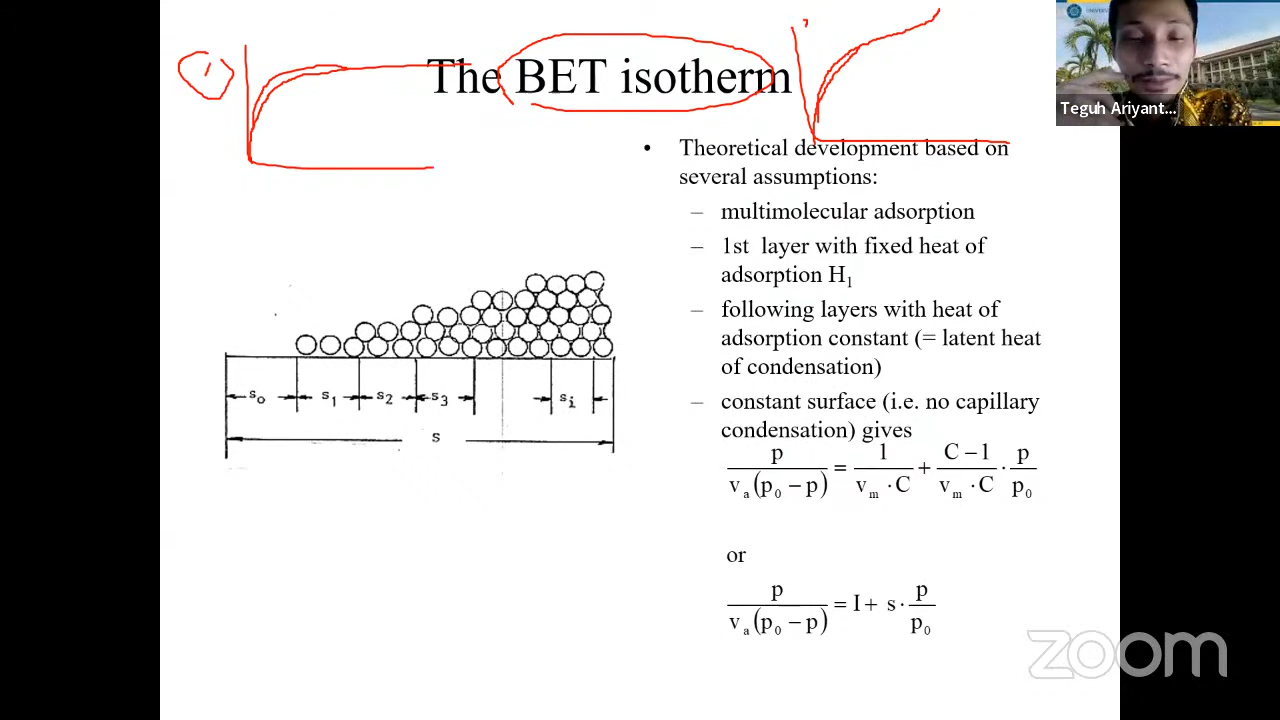 1
The BET isotherm
UNIVERS
Teguh Ariyant...
• Theoretical development based on
several assumptions:
– multimolecular adsorption
– 1st layer with fixed heat of
adsorption H₁
– following layers with heat of
adsorption constant (= latent heat
of condensation)
– constant surface (i.e. no capillary
condensation) gives
p / vₐ(p₀ – p) = 1 / vₘ · C + C – 1 / vₘ · C · p / p₀
or
p / vₐ(p₀ – p) = I + s · p / p₀
s₀ s₁ s₂ s₃ sᵢ
s
zoom